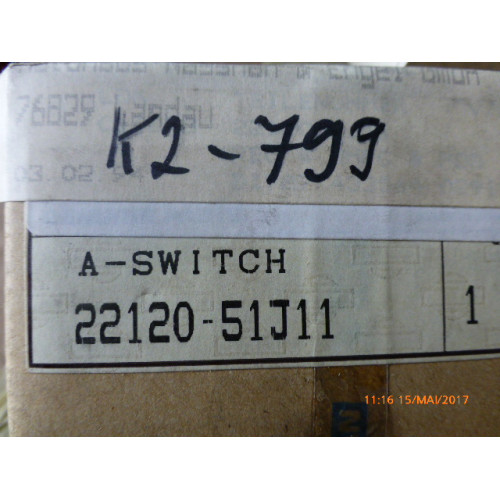 76829 Landau
K2-799
03.02
A-SWITCH
22120-51J11
1
11:16 15/MAI/2017